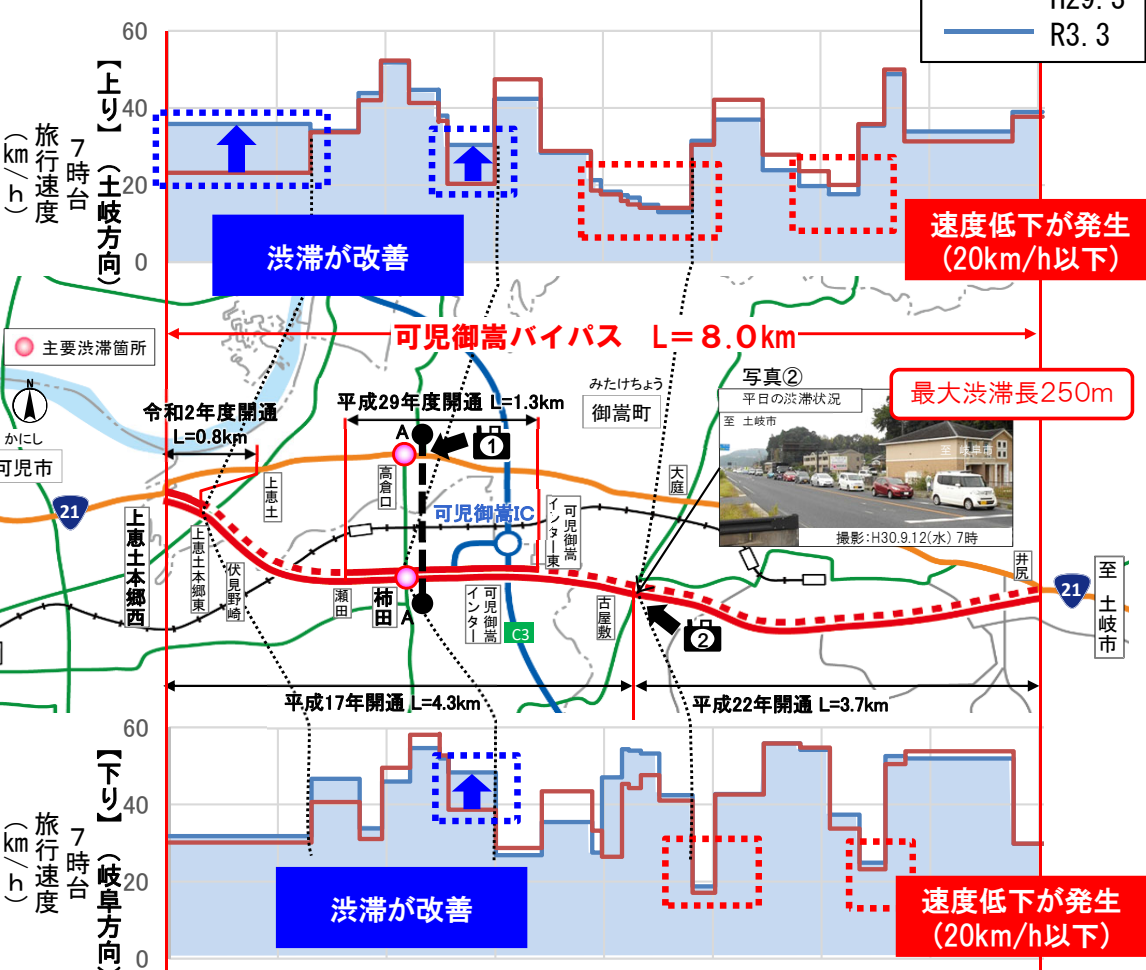 H29.3
R3.3
60
40
20
0
【上り】(土岐方向)
7時台
旅行速度
(km/h)
渋滞が改善
速度低下が発生
(20km/h以下)
可児御嵩バイパス L=8.0km
主要渋滞箇所
N
かにし
可児市
21
令和2年度開通
L=0.8km
平成29年度開通 L=1.3km
A
1
みたけちょう
御嵩町
写真②
平日の渋滞状況
至 土岐市
至 岐阜市
撮影:H30.9.12(水) 7時
最大渋滞長250m
上恵土
高倉口
可児御嵩IC
可児御嵩
インター東
大庭
上恵土本郷西
上恵土本郷東
伏見野崎
瀬田
柿田
A
可児御嵩
インター
C3
古屋敷
2
井尻
21
至 土岐市
平成17年開通 L=4.3km
平成22年開通 L=3.7km
60
40
20
0
【下り】(岐阜方向)
7時台
旅行速度
(km/h)
渋滞が改善
速度低下が発生
(20km/h以下)